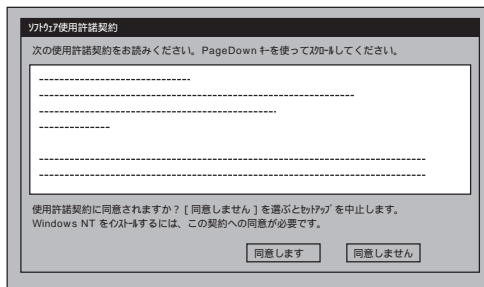 ｿﾌﾄｳｪｱ使用許諾契約
次の使用許諾契約をお読みください。PageDown ｷｰを使ってｽｸﾛｰﾙしてください。
使用許諾契約に同意されますか？[ 同意しません ] を選ぶとｾｯﾄｱｯﾌﾟを中止します。
Windows NT をｲﾝｽﾄｰﾙするには、この契約への同意が必要です。
同意します
同意しません